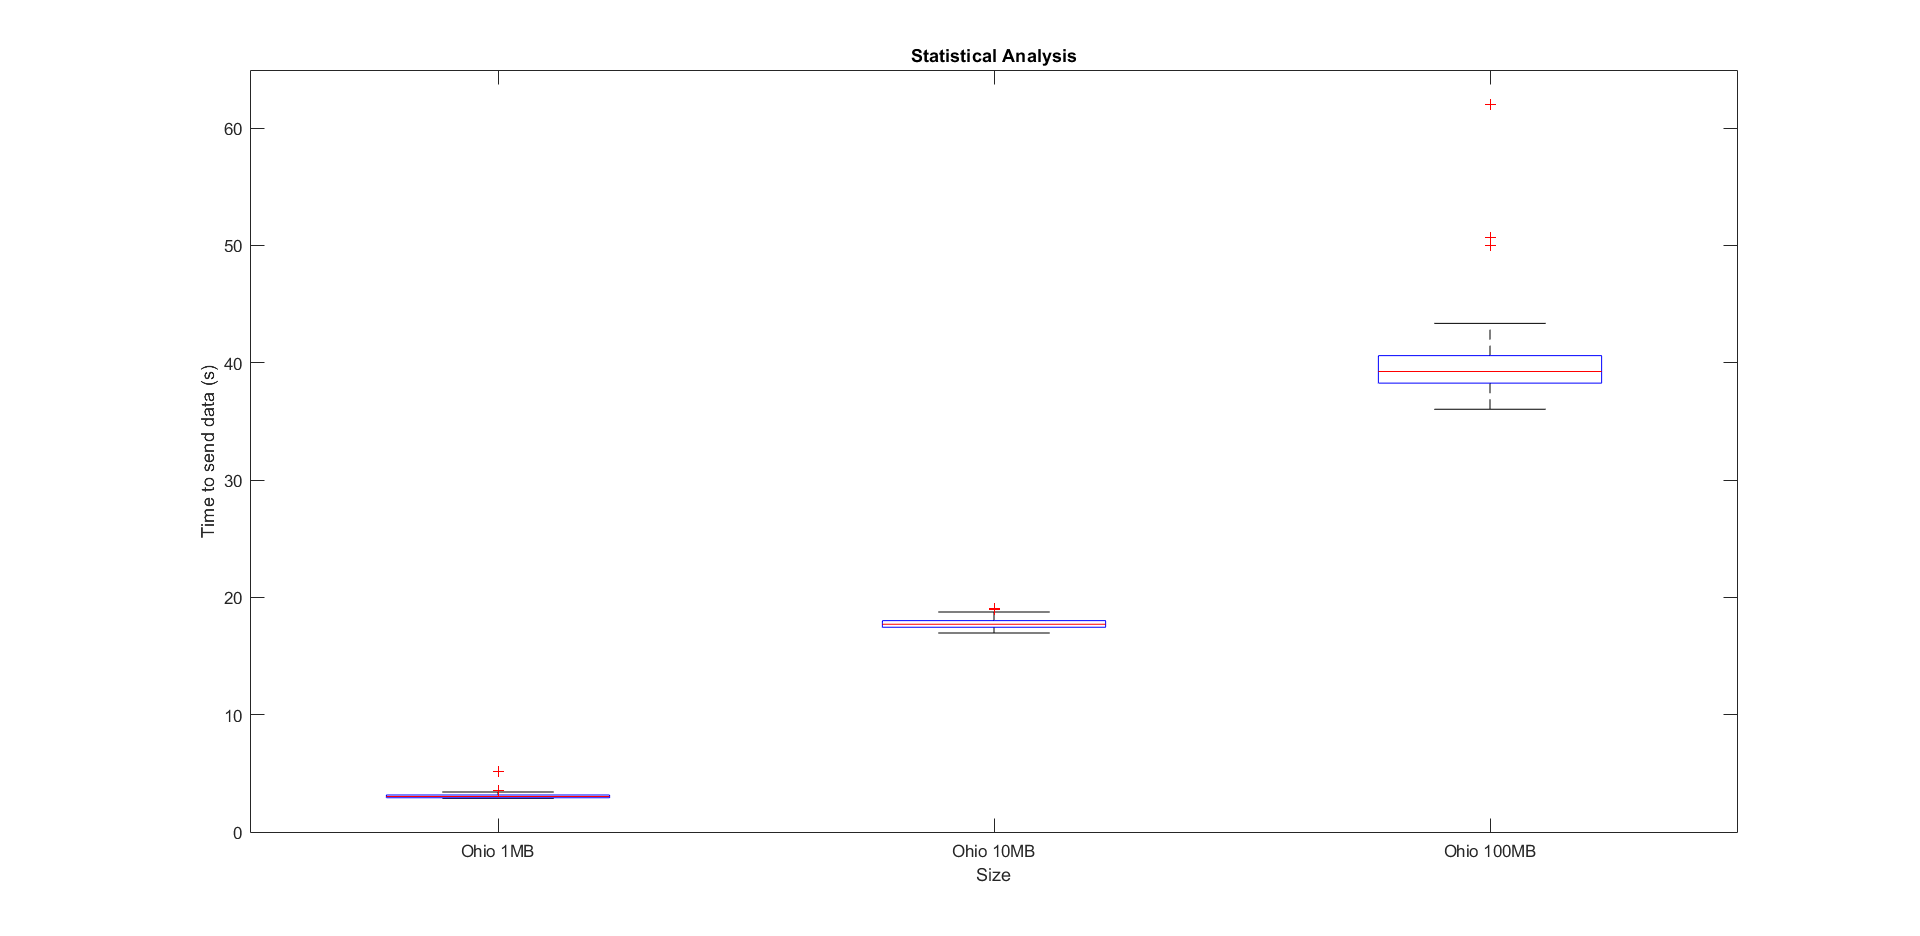 Statistical Analysis
60
50
40
30
20
10
0
Time to send data (s)
Ohio 1MB
Ohio 10MB
Ohio 100MB
Size